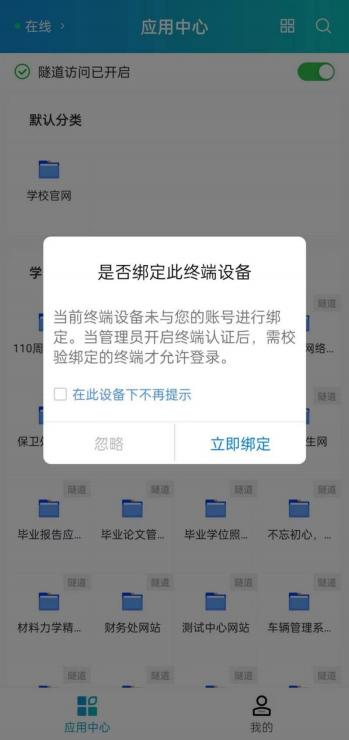 在线
应用中心
隧道访问已开启
默认分类
学校官网
学
是否绑定此终端设备
当前终端设备未与您的账号进行绑
定。当管理员开启终端认证后，需校
验绑定的终端才允许登录。
在此设备下不再提示
忽略
立即绑定
隧道
110周
网络...
保卫处
生网
隧道 隧道 隧道 隧道
毕业报告应... 毕业论文管... 毕业学位照... 不忘初心，...
隧道 隧道 隧道 隧道
材料力学精... 财务处网站 测试中心网站 车辆管理系...
隧道 隧道 隧道 隧道
应用中心
我的